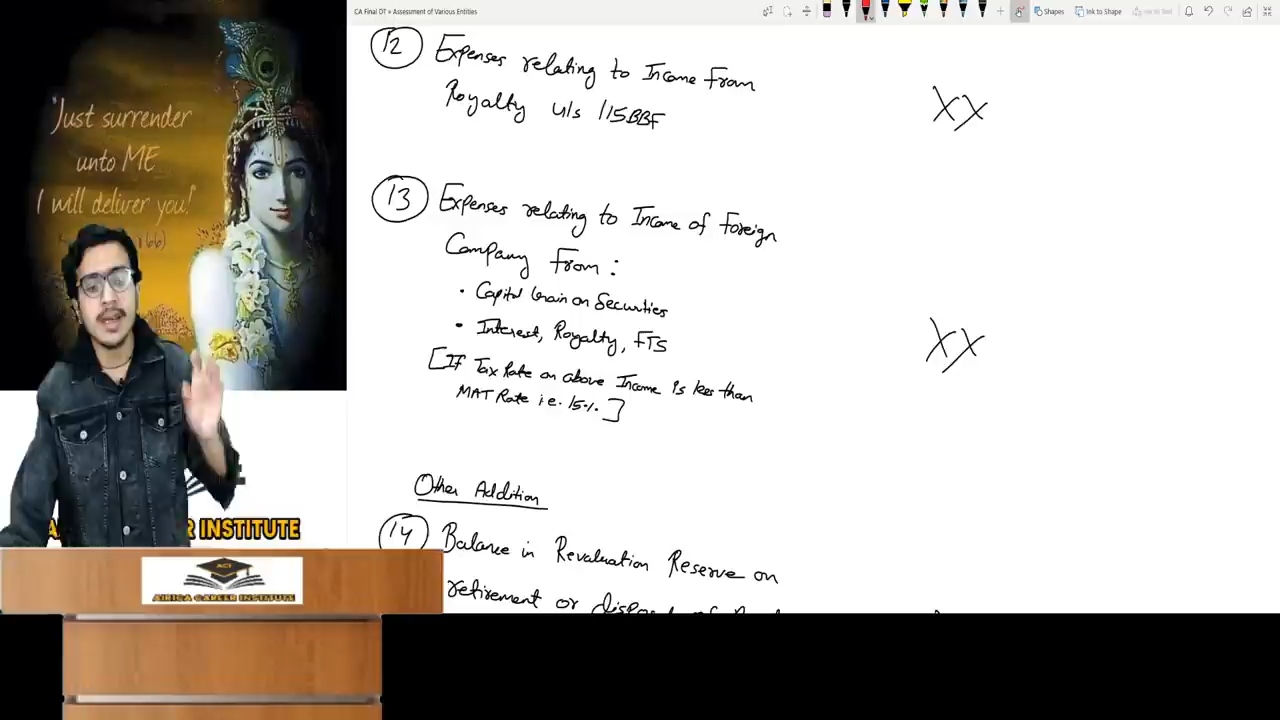 CA Final DT + Assessment of Various Entities
Shapes
Ink to Shape
"Just surrender
unto ME
I will deliver you!"
12 Expenses relating to Income from
Royalty u/s 115BBF
XX
13 Expenses relating to Income of Foreign
Company from :
• Capital Gain on Securities
• Interest, Royalty, FTS
XX
[If Tax Rate on above Income is less than
MAT Rate i.e. 15%.]
Other Addition
14 Balance in Revaluation Reserve on
retirement or
R INSTITUTE
ACI
AIRICA CAREER INSTITUTE